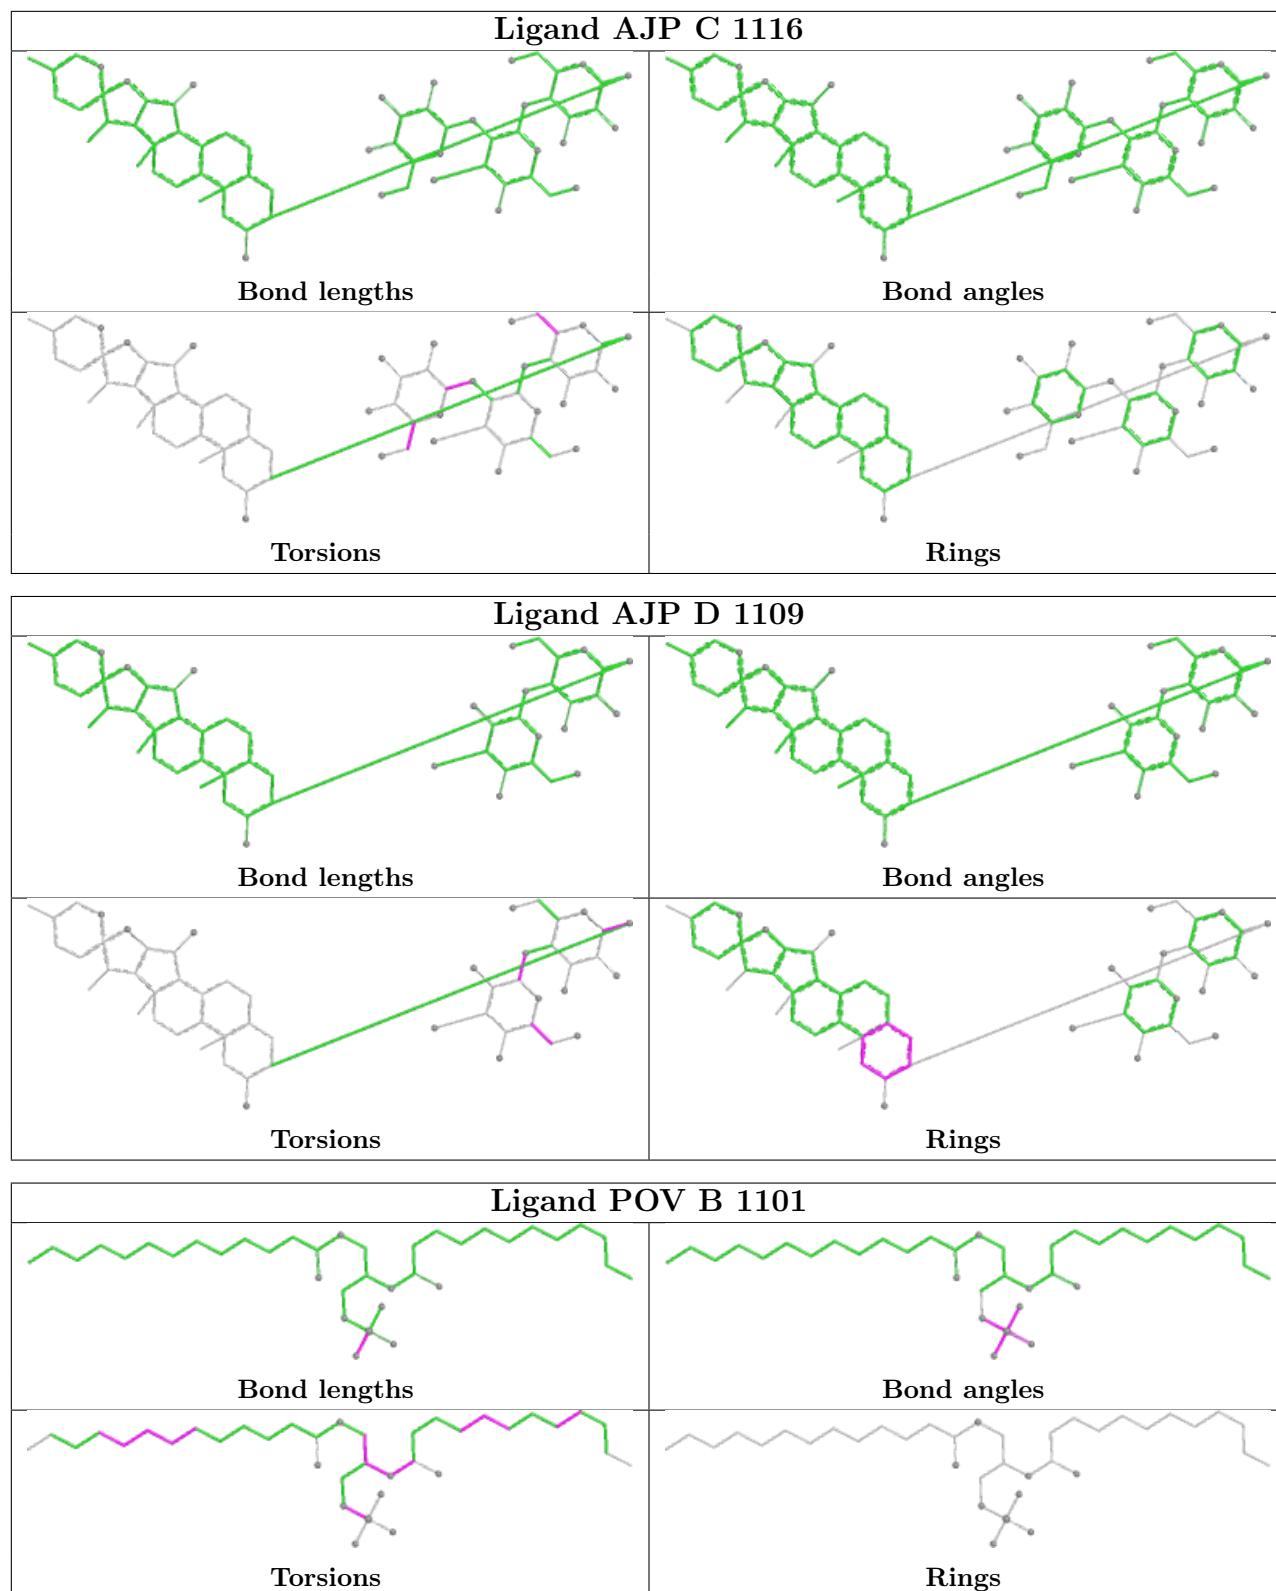 Ligand AJP C 1116
Bond lengths
Bond angles
Torsions
Rings
Ligand AJP D 1109
Bond lengths
Bond angles
Torsions
Rings
Ligand POV B 1101
Bond lengths
Bond angles
Torsions
Rings